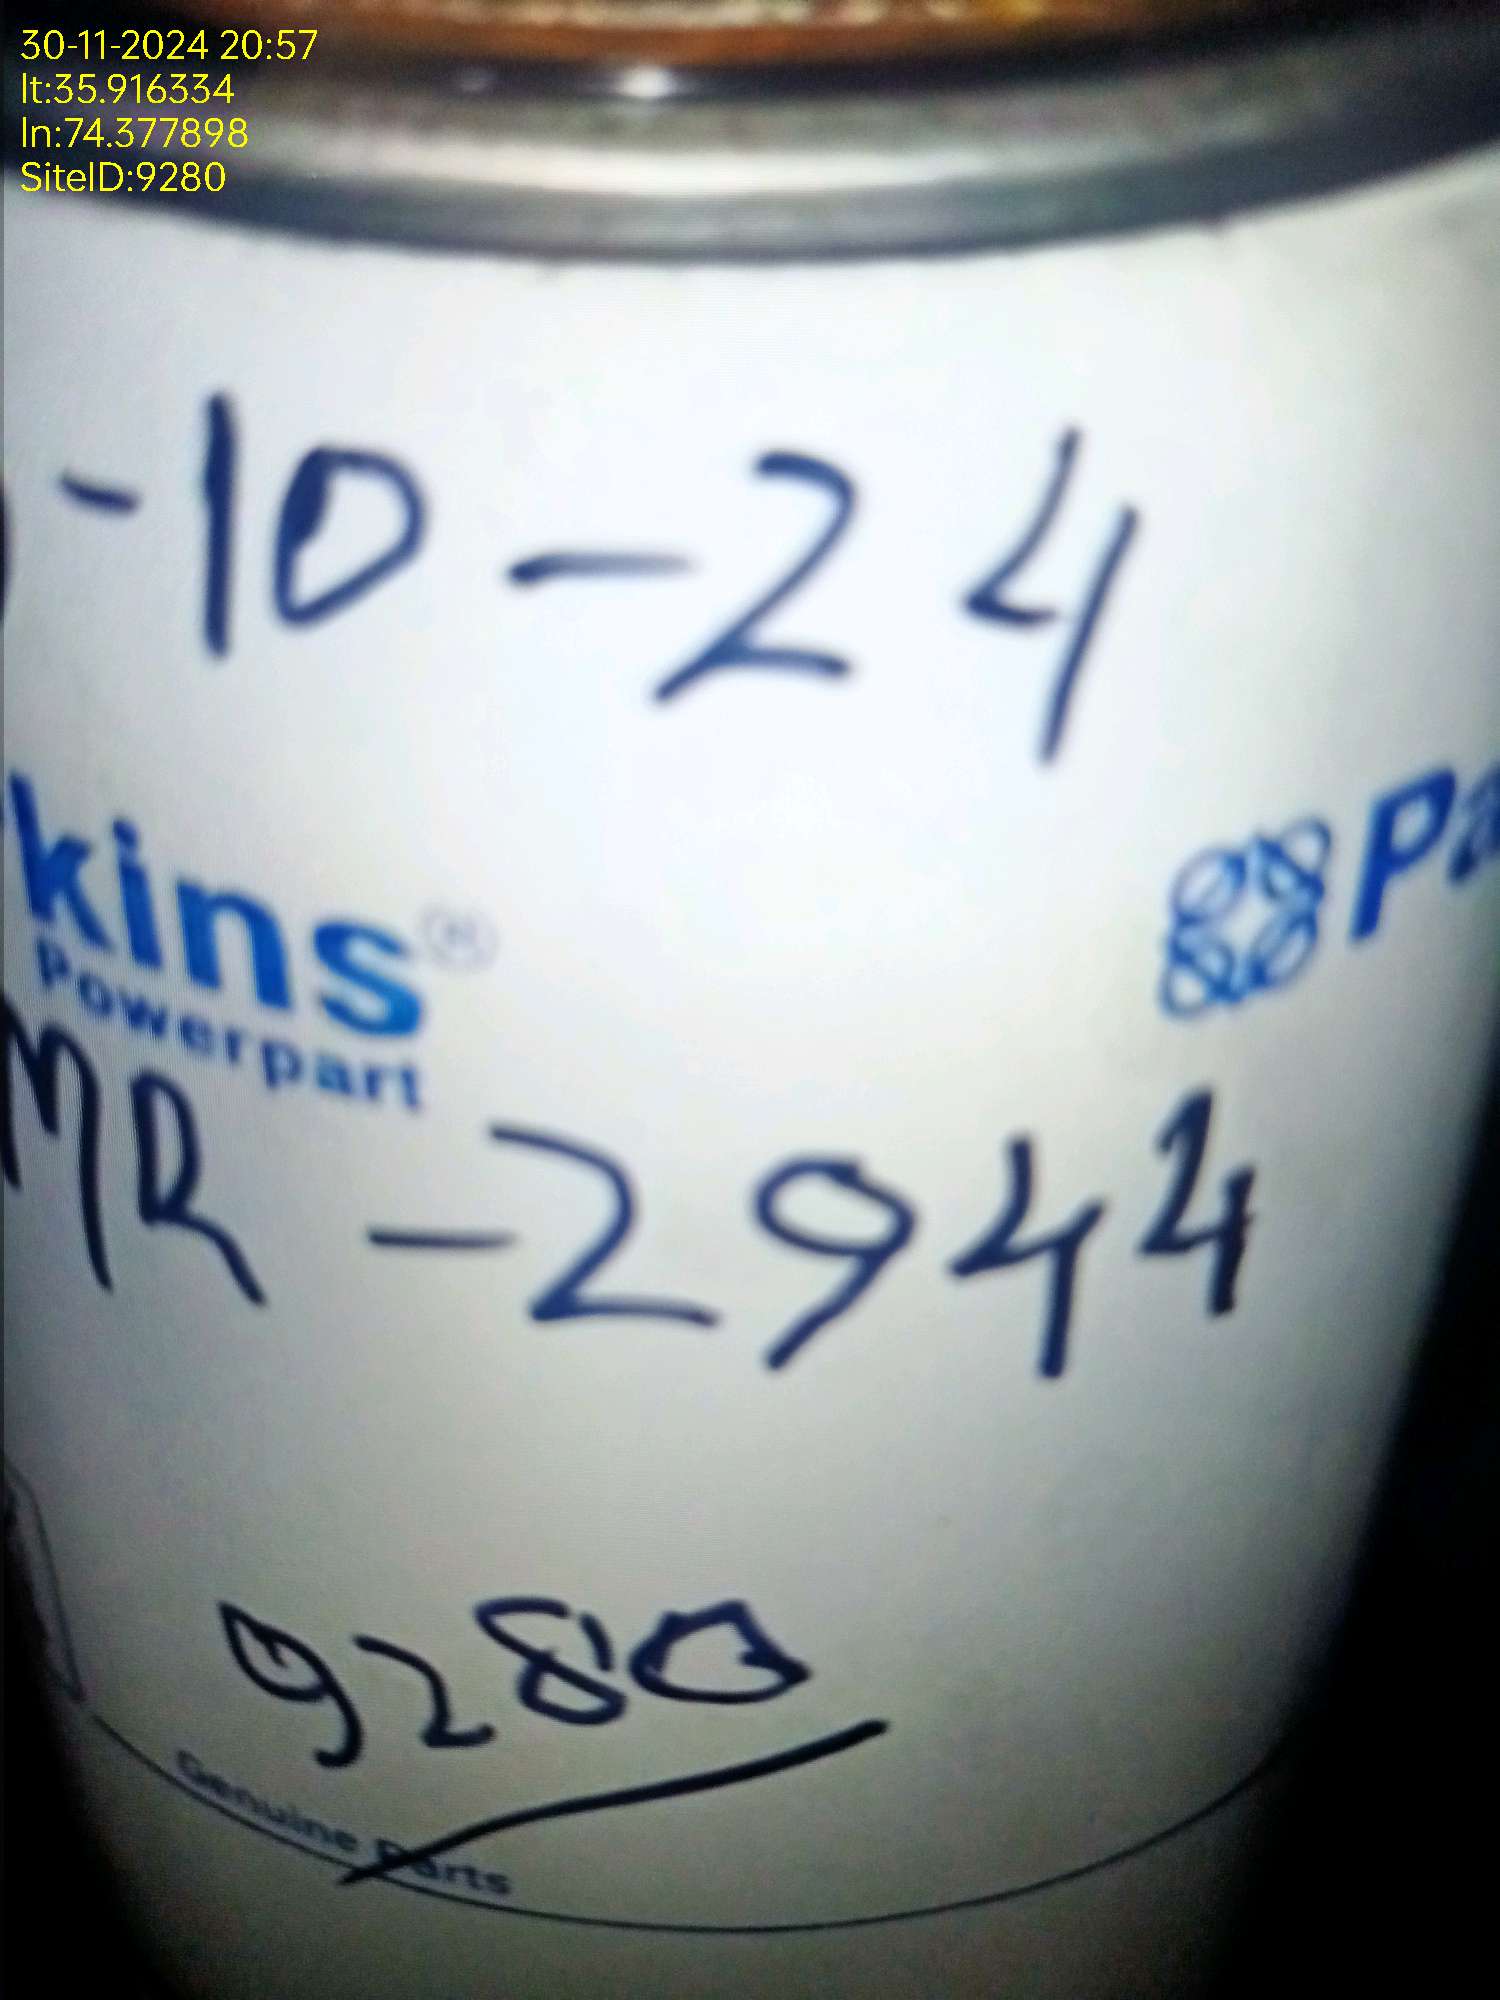 30-11-2024 20:57
lt:35.916334
ln:74.377898
SiteID:9280
-10-24
kins®
Powerpart
Pe
MR-2944
9280
Genuine Parts